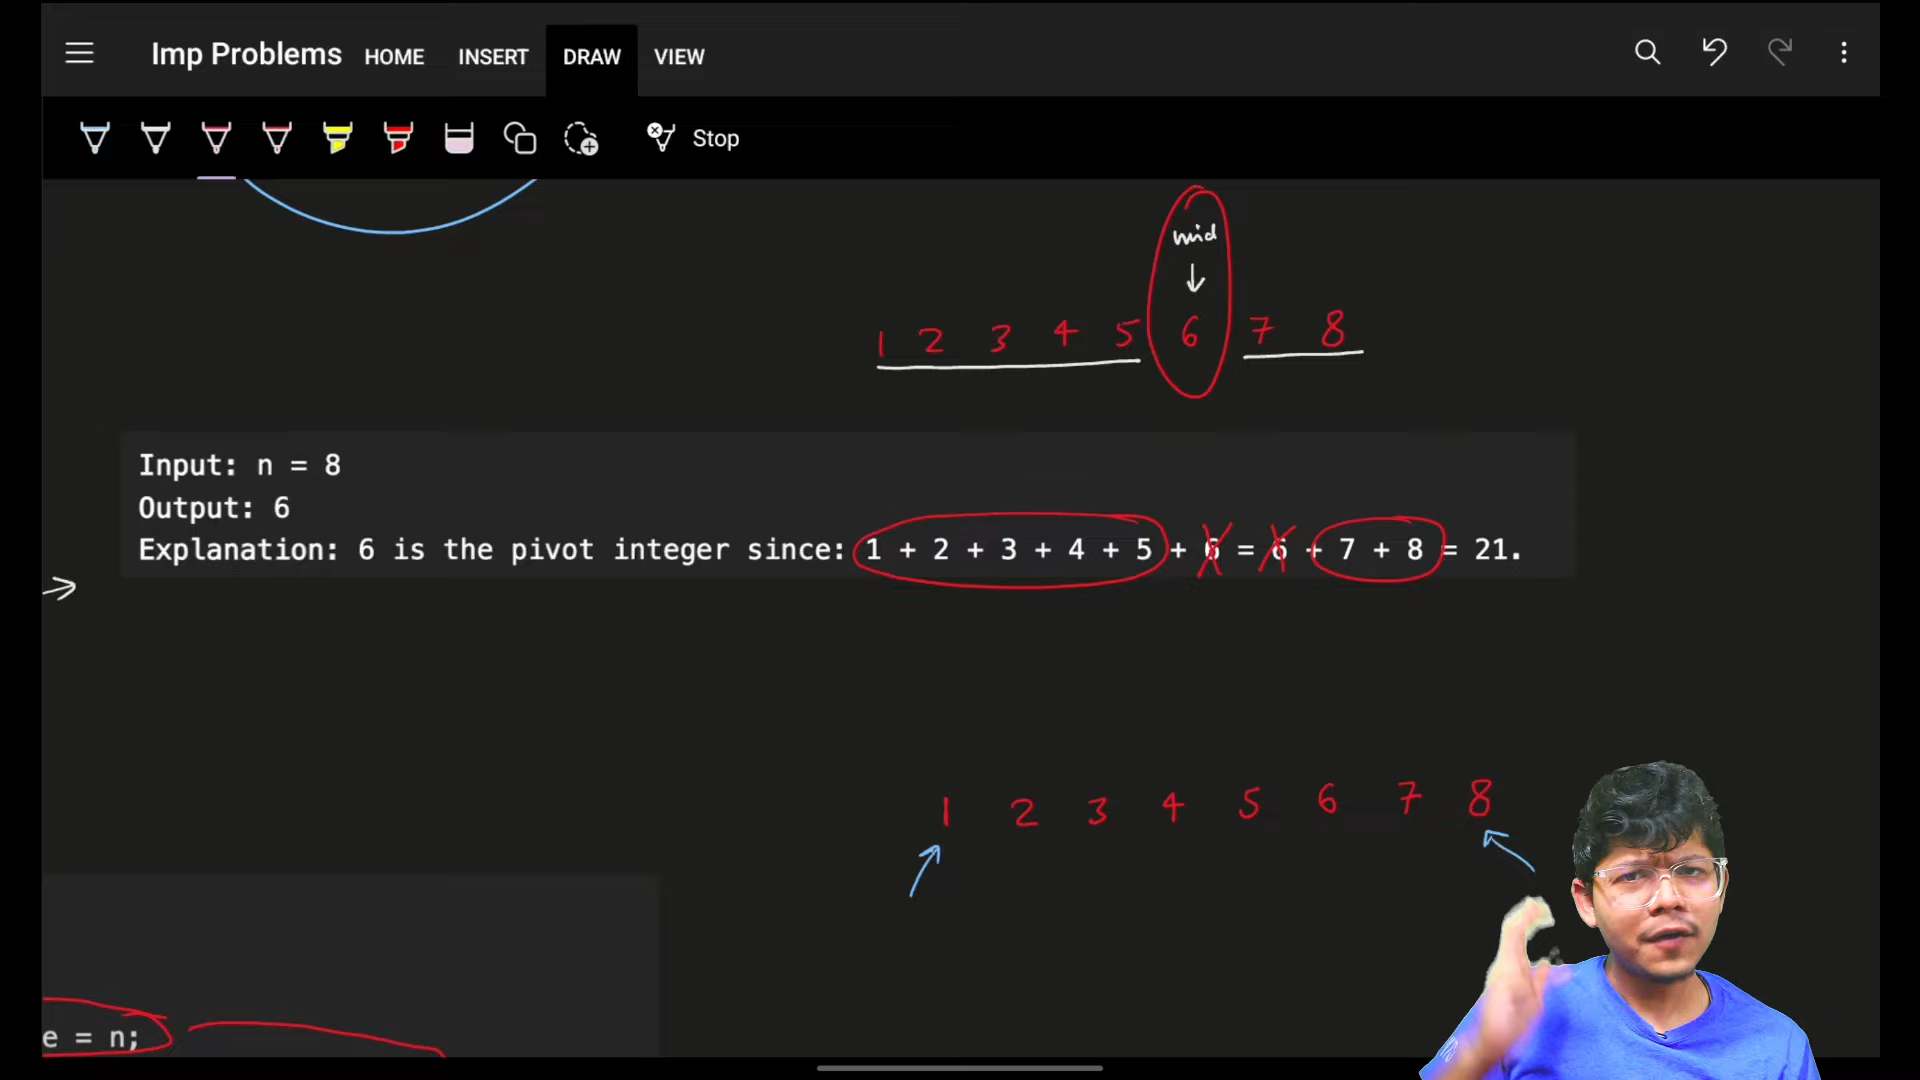 Imp Problems HOME INSERT DRAW VIEW
Stop
mid
1 2 3 4 5 6 7 8
Input: n = 8
Output: 6
Explanation: 6 is the pivot integer since: 1 + 2 + 3 + 4 + 5 + 6 = 6 + 7 + 8 = 21.
1 2 3 4 5 6 7 8
e = n;